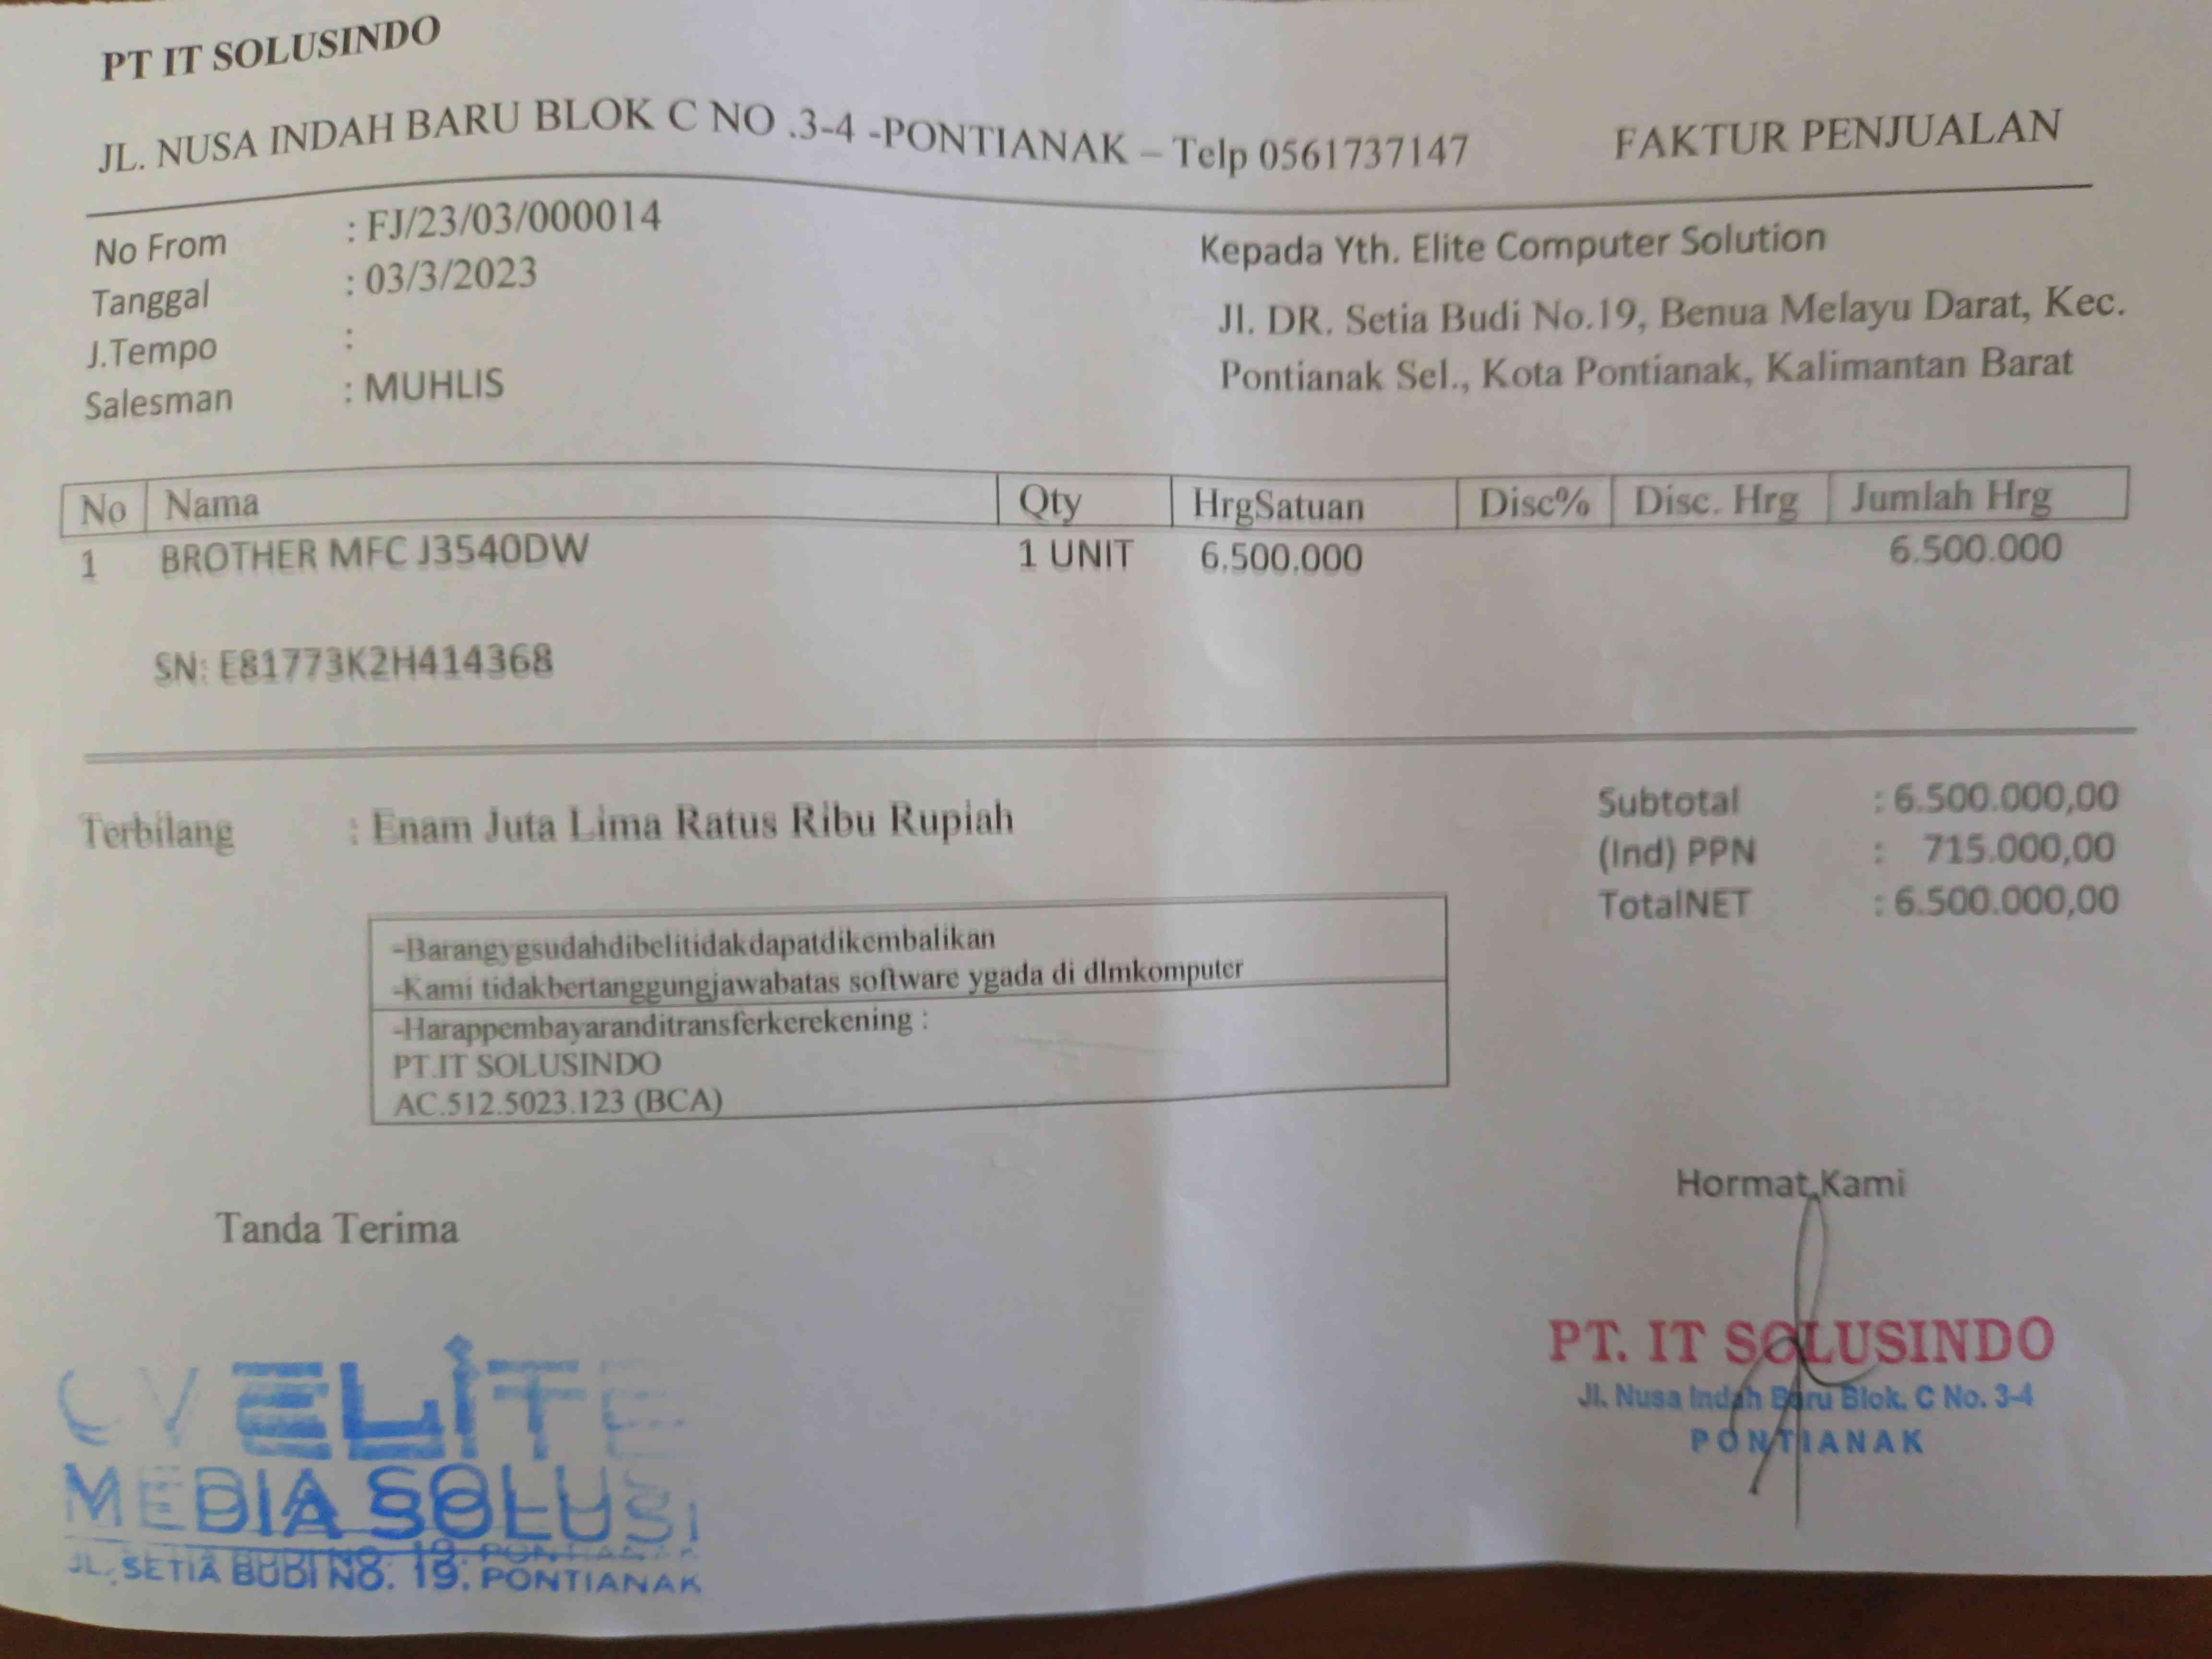 PT IT SOLUSINDO
JL. NUSA INDAH BARU BLOK C NO .3-4 -PONTIANAK – Telp 0561737147
FAKTUR PENJUALAN
No From : FJ/23/03/000014
Tanggal : 03/3/2023
J.Tempo :
Salesman : MUHLIS
Kepada Yth. Elite Computer Solution
Jl. DR. Setia Budi No.19, Benua Melayu Darat, Kec.
Pontianak Sel., Kota Pontianak, Kalimantan Barat
No Nama Qty HrgSatuan Disc% Disc. Hrg Jumlah Hrg
1 BROTHER MFC J3540DW 1 UNIT 6.500.000 6.500.000
SN: E81773K2H414368
Terbilang : Enam Juta Lima Ratus Ribu Rupiah
Subtotal : 6.500.000,00
(Ind) PPN : 715.000,00
TotalNET : 6.500.000,00
-Barangygsudahdibelitidakdapatdikembalikan
-Kami tidakbertanggungjawabatas software ygada di dlmkomputer
-Harappembayaranditransferkerekening :
PT.IT SOLUSINDO
AC.512.5023.123 (BCA)
Tanda Terima
Hormat Kami
CV ELITE
MEDIA SOLUSI
JL. SETIA BUDI NO. 19. PONTIANAK
PT. IT SOLUSINDO
Jl. Nusa Indah Baru Blok. C No. 3-4
PONTIANAK